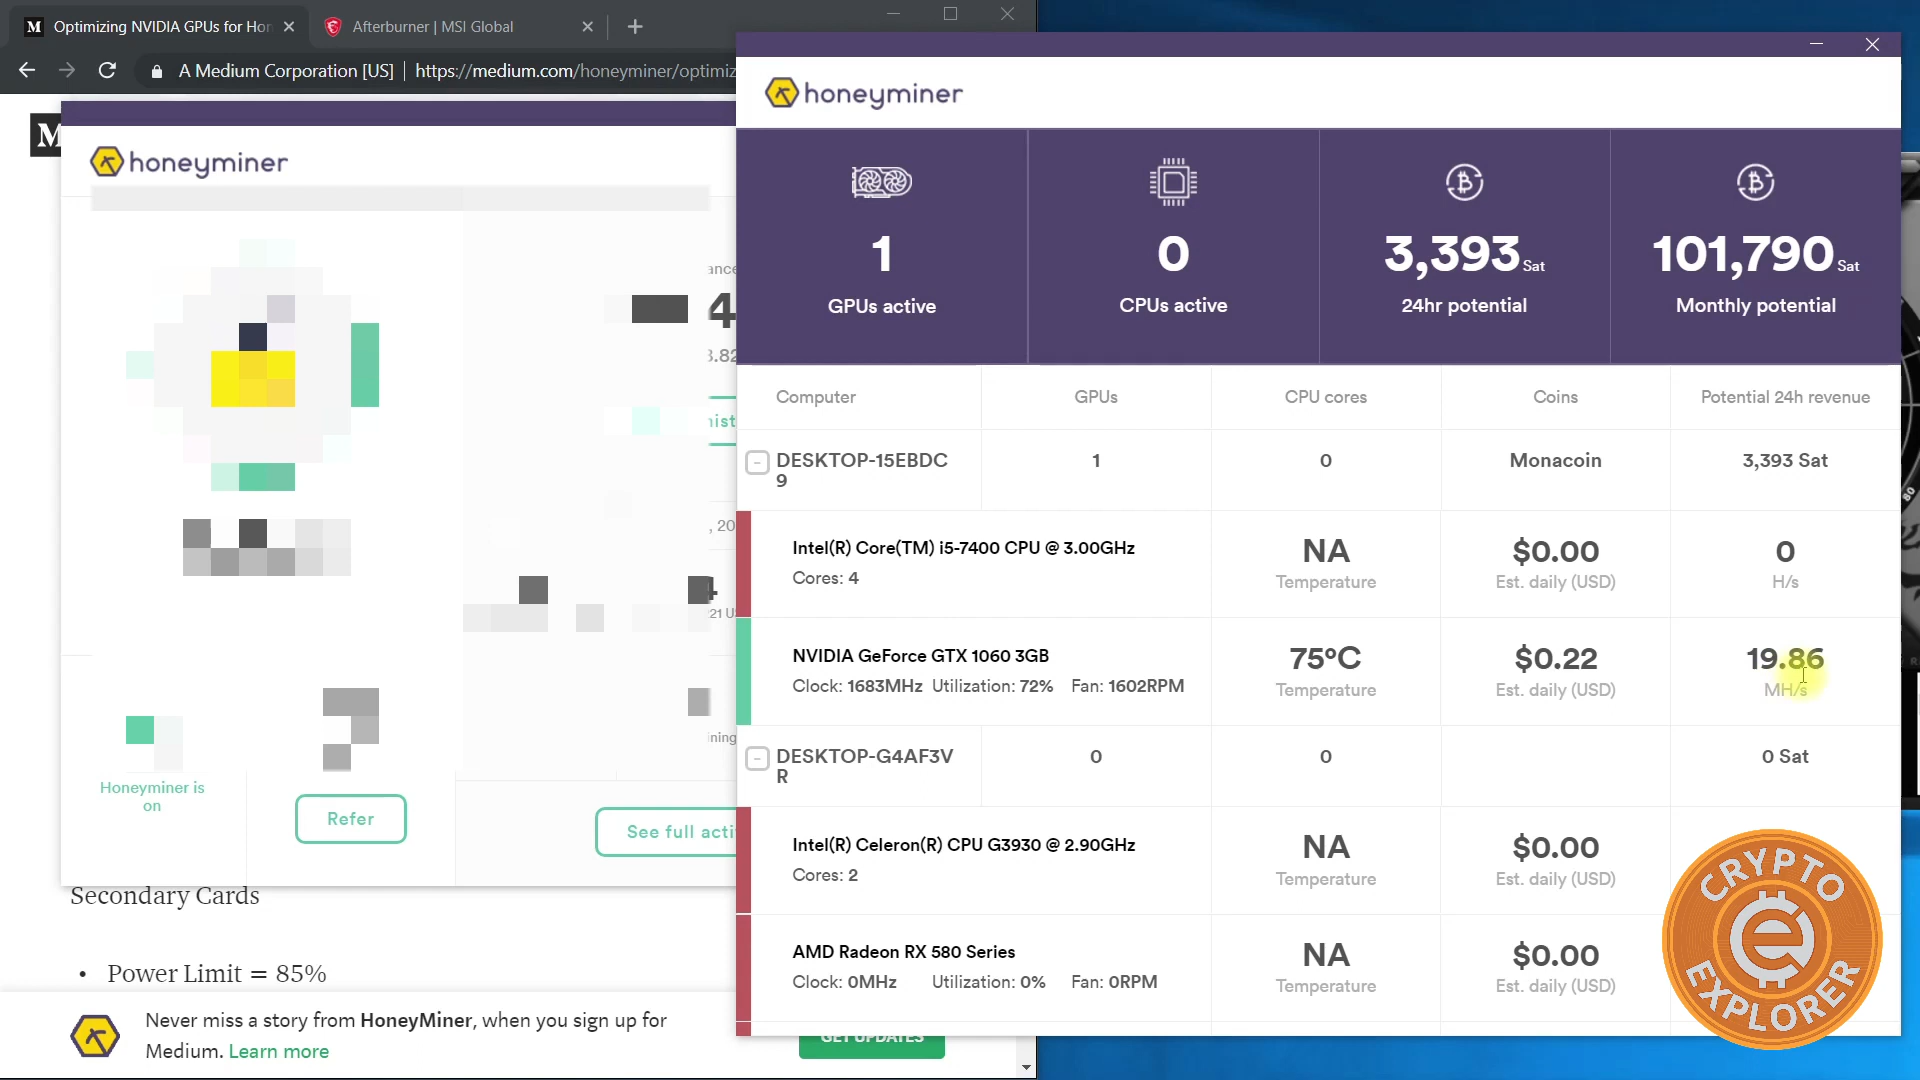 Optimizing NVIDIA GPUs for Hon
Afterburner | MSI Global
A Medium Corporation [US] | https://medium.com/honeyminer/optimiz
M
honeyminer
4
3.82
, 20
21 U
Honeyminer is
on
Refer
See full acti
Secondary Cards
• Power Limit = 85%
Never miss a story from HoneyMiner, when you sign up for
Medium. Learn more
GET UPDATES
honeyminer
1
GPUs active
0
CPUs active
3,393 Sat
24hr potential
101,790 Sat
Monthly potential
Computer GPUs CPU cores Coins Potential 24h revenue
DESKTOP-15EBDC
9
1 0 Monacoin 3,393 Sat
Intel(R) Core(TM) i5-7400 CPU @ 3.00GHz
Cores: 4
NA
Temperature
$0.00
Est. daily (USD)
0
H/s
NVIDIA GeForce GTX 1060 3GB
Clock: 1683MHz Utilization: 72% Fan: 1602RPM
75°C
Temperature
$0.22
Est. daily (USD)
19.86
MH/s
DESKTOP-G4AF3V
R
0 0 0 Sat
Intel(R) Celeron(R) CPU G3930 @ 2.90GHz
Cores: 2
NA
Temperature
$0.00
Est. daily (USD)
AMD Radeon RX 580 Series
Clock: 0MHz Utilization: 0% Fan: 0RPM
NA
Temperature
$0.00
Est. daily (USD)
CRYPTO
EXPLORER
80